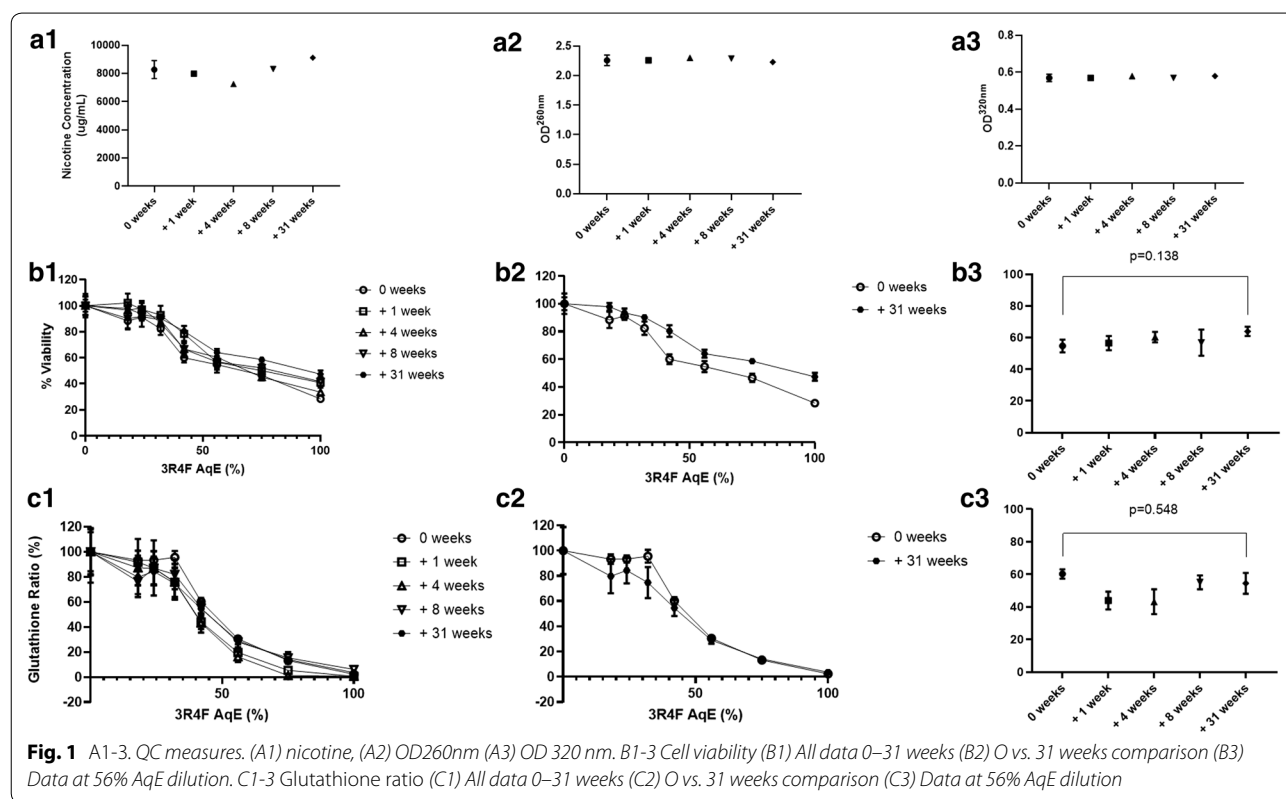 a1
10000
8000
6000
4000
2000
0
Nicotine Concentration
(ug/mL)
0 weeks
+ 1 week
+ 4 weeks
+ 8 weeks
+ 31 weeks
a2
2.5
2.0
1.5
1.0
0.5
0.0
OD260nm
0 weeks
+ 1 week
+ 4 weeks
+ 8 weeks
+ 31 weeks
a3
0.8
0.6
0.4
0.2
0.0
OD320nm
0 weeks
+ 1 week
+ 4 weeks
+ 8 weeks
+ 31 weeks
b1
120
100
80
60
40
20
0
% Viability
0
50
100
3R4F AqE (%)
0 weeks
+ 1 week
+ 4 weeks
+ 8 weeks
+ 31 weeks
b2
120
100
80
60
40
20
0
0
50
100
3R4F AqE (%)
0 weeks
+ 31 weeks
b3
p=0.138
100
80
60
40
20
0
0 weeks
+ 1 week
+ 4 weeks
+ 8 weeks
+ 31 weeks
c1
120
100
80
60
40
20
0
-20
Glutathione Ratio (%)
50
100
3R4F AqE (%)
0 weeks
+ 1 week
+ 4 weeks
+ 8 weeks
+ 31 weeks
c2
120
100
80
60
40
20
0
-20
50
100
3R4F AqE (%)
0 weeks
+ 31 weeks
c3
p=0.548
100
80
60
40
20
0
0 weeks
+ 1 week
+ 4 weeks
+ 8 weeks
+ 31 weeks
Fig. 1 A1-3. QC measures. (A1) nicotine, (A2) OD260nm (A3) OD 320 nm. B1-3 Cell viability (B1) All data 0–31 weeks (B2) O vs. 31 weeks comparison (B3)
Data at 56% AqE dilution. C1-3 Glutathione ratio (C1) All data 0–31 weeks (C2) O vs. 31 weeks comparison (C3) Data at 56% AqE dilution